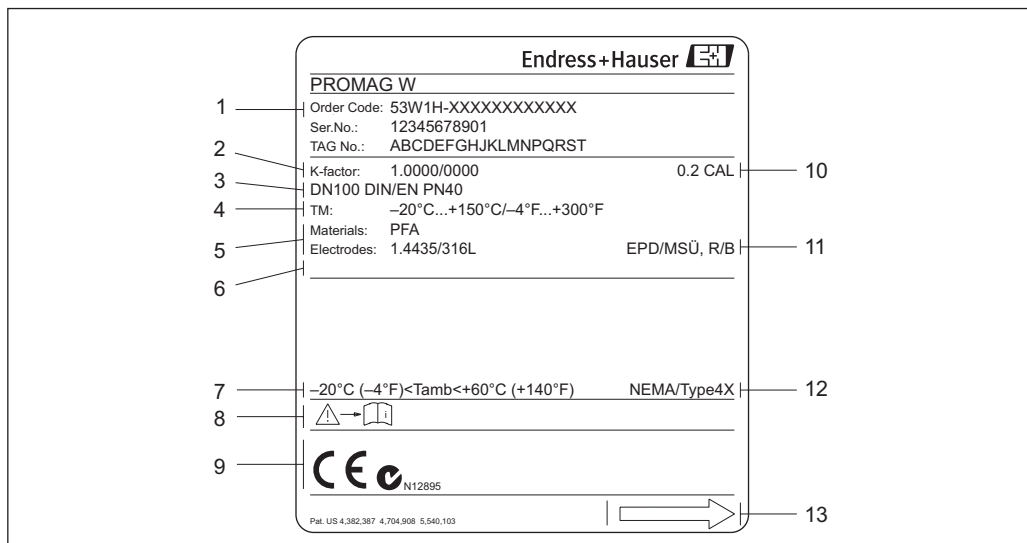 Endress+Hauser
PROMAG W
1
Order Code: 53W1H-XXXXXXXXXXXX
Ser.No.: 12345678901
TAG No.: ABCDEFGHJKLMNPQRST
2
K-factor: 1.0000/0000 0.2 CAL 10
3
DN100 DIN/EN PN40
4
TM: –20°C...+150°C/–4°F...+300°F
Materials: PFA
5
Electrodes: 1.4435/316L EPD/MSÜ, R/B 11
6
7 –20°C (–4°F)<Tamb<+60°C (+140°F) NEMA/Type4X 12
8 i
9 CE N12895
Pat. US 4,382,387 4,704,908 5,540,103 13